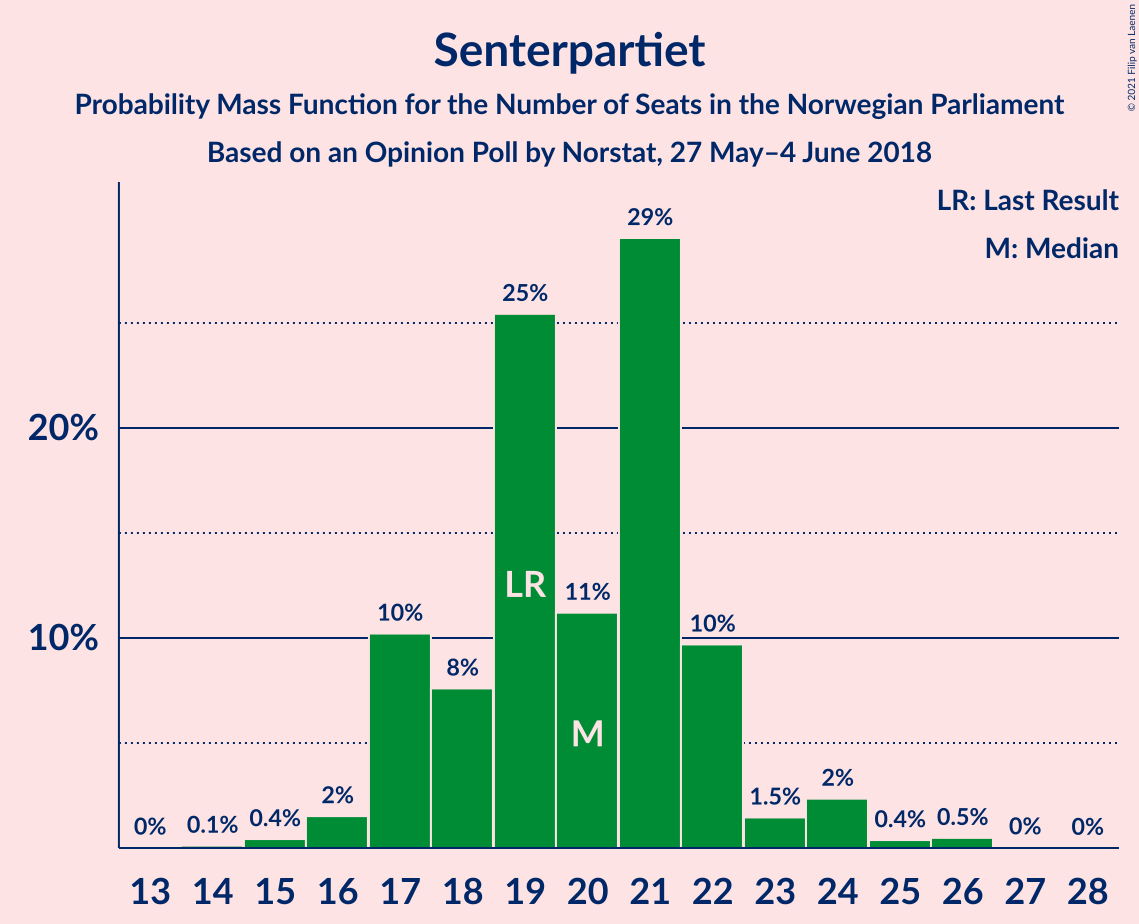 Senterpartiet
Probability Mass Function for the Number of Seats in the Norwegian Parliament
Based on an Opinion Poll by Norstat, 27 May–4 June 2018
© 2021 Filip van Laenen
LR: Last Result
M: Median
29%
25%
20%
LR
11%
10%
10%
10%
8%
M
2%
2%
1.5%
0% 0.1% 0.4% 0.4% 0.5% 0% 0%
13 14 15 16 17 18 19 20 21 22 23 24 25 26 27 28